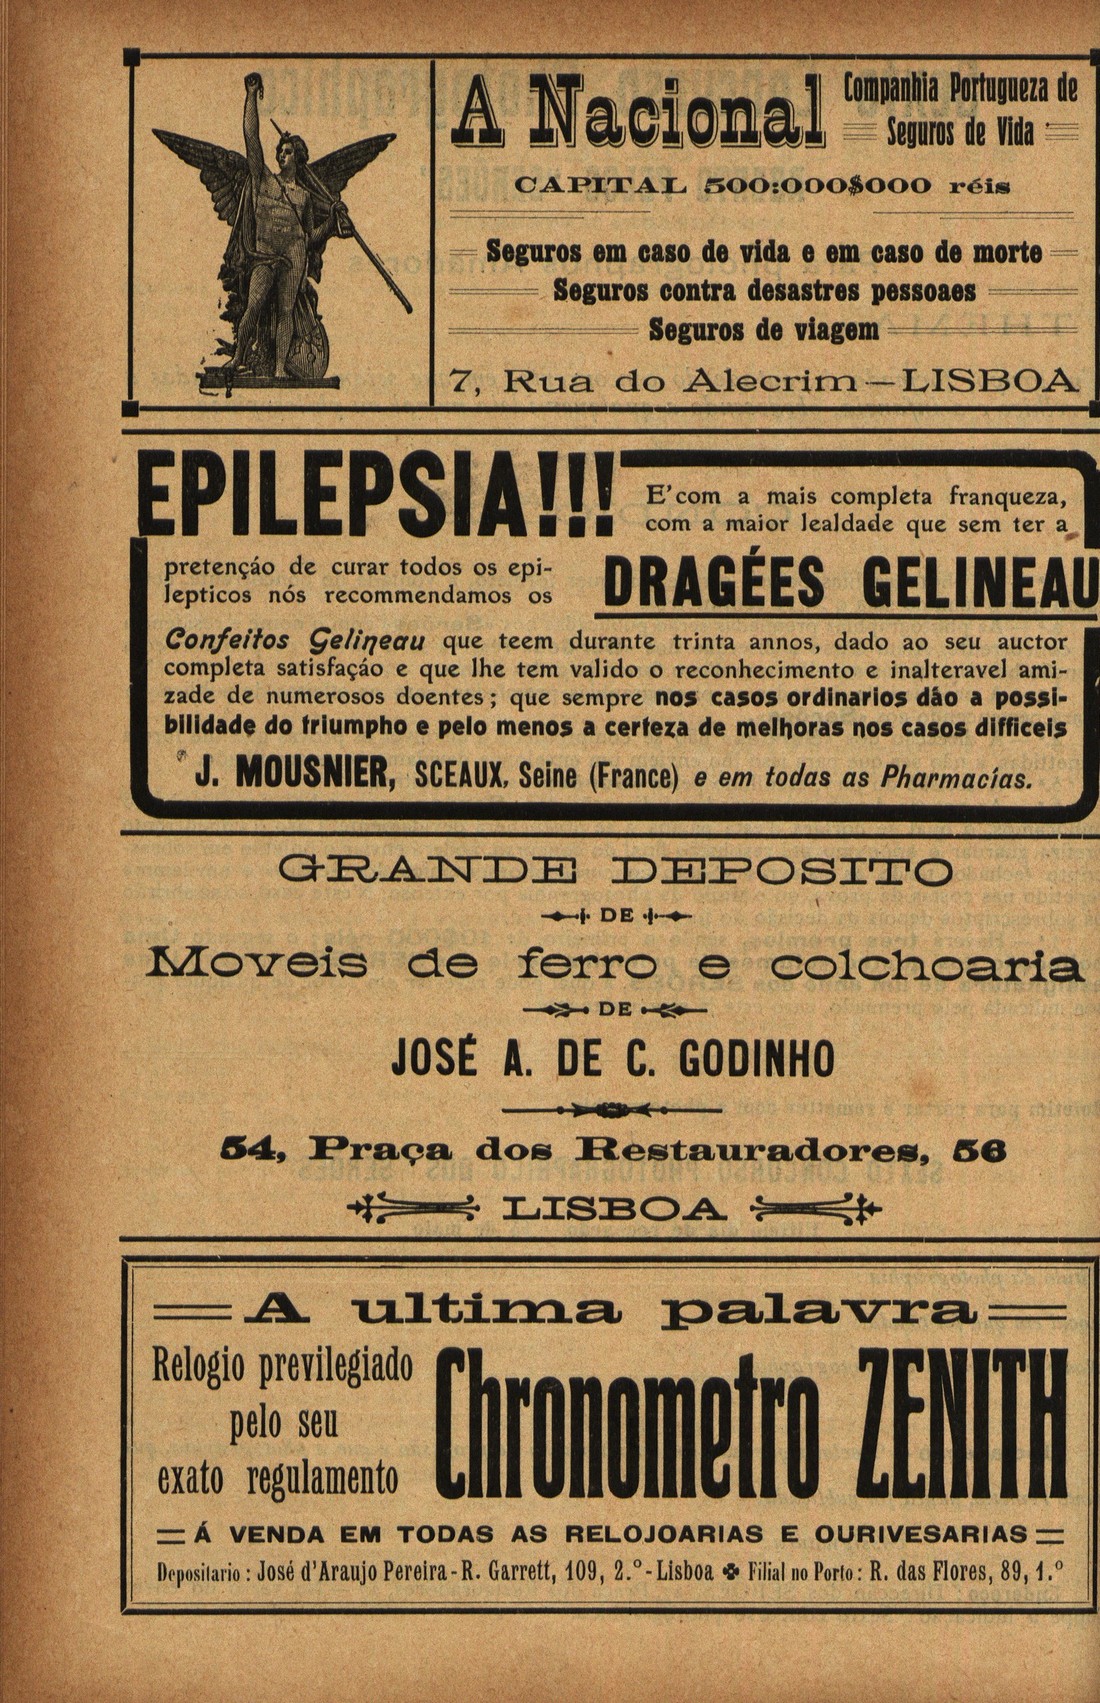 A Nacional
Companhia Portugueza de
Seguros de Vida
CAPITAL 500:000$000 réis
Seguros em caso de vida e em caso de morte
Seguros contra desastres pessoaes
Seguros de viagem
7, Rua do Alecrim — LISBOA
EPILEPSIA!!!
E' com a mais completa franqueza,
com a maior lealdade que sem ter a
pretenção de curar todos os epi-
lepticos nós recommendamos os
DRAGÉES GELINEAU
Confeitos Gelineau que teem durante trinta annos, dado ao seu auctor
completa satisfação e que lhe tem valido o reconhecimento e inalteravel ami-
zade de numerosos doentes; que sempre nos casos ordinarios dão a possi-
bilidade do triumpho e pelo menos a certeza de melhoras nos casos difficeis
J. MOUSNIER, SCEAUX, Seine (France) e em todas as Pharmacias.
GRANDE DEPOSITO
DE
Moveis de ferro e colchoaria
DE
JOSÉ A. DE C. GODINHO
54, Praça dos Restauradores, 56
LISBOA
A ultima palavra
Relogio previlegiado
pelo seu
exato regulamento
Chronometro ZENITH
Á VENDA EM TODAS AS RELOJOARIAS E OURIVESARIAS
Depositario: José d'Araujo Pereira - R. Garrett, 109, 2.º - Lisboa ✤ Filial no Porto: R. das Flores, 89, 1.º